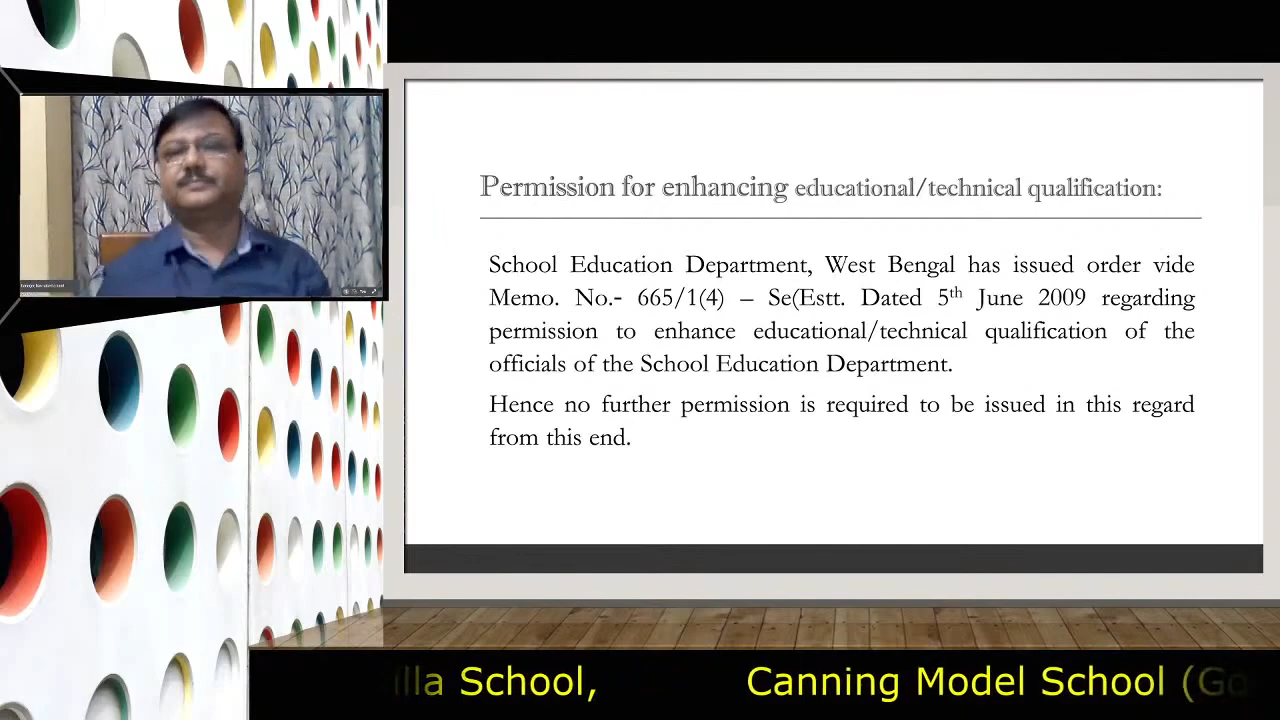 Permission for enhancing educational/technical qualification:
School Education Department, West Bengal has issued order vide
Memo. No.- 665/1(4) – Se(Estt. Dated 5th June 2009 regarding
permission to enhance educational/technical qualification of the
officials of the School Education Department.
Hence no further permission is required to be issued in this regard
from this end.
illa School, Canning Model School (Go